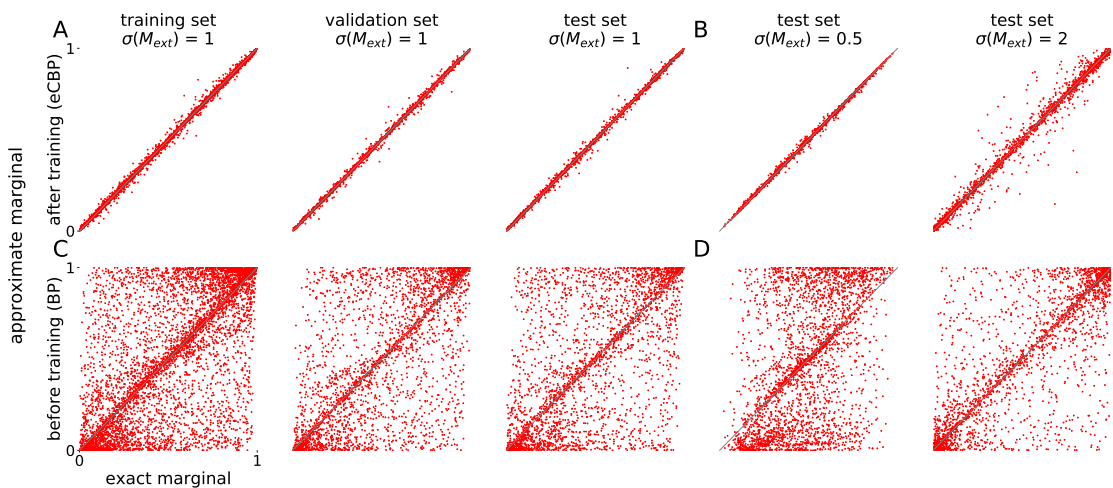 A
training set
σ(M_ext) = 1
validation set
σ(M_ext) = 1
test set
σ(M_ext) = 1
B
test set
σ(M_ext) = 0.5
test set
σ(M_ext) = 2
approximate marginal
after training (eCBP)
1
0
C
D
before training (BP)
1
0
0
1
exact marginal